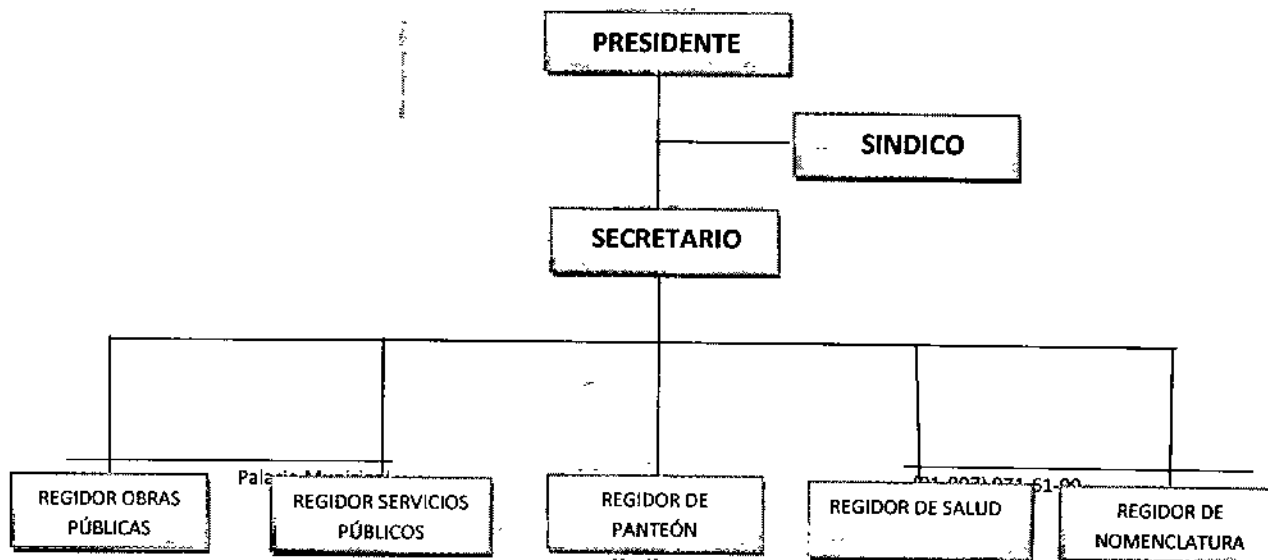 PRESIDENTE
SINDICO
SECRETARIO
REGIDOR OBRAS
PÚBLICAS
REGIDOR SERVICIOS
PÚBLICOS
REGIDOR DE
PANTEÓN
REGIDOR DE SALUD
REGIDOR DE
NOMENCLATURA